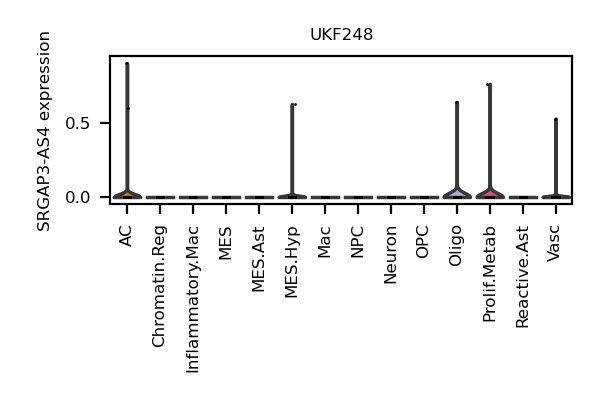 UKF248
SRGAP3-AS4 expression
0.5
0.0
AC
Chromatin.Reg
Inflammatory.Mac
MES
MES.Ast
MES.Hyp
Mac
NPC
Neuron
OPC
Oligo
Prolif.Metab
Reactive.Ast
Vasc